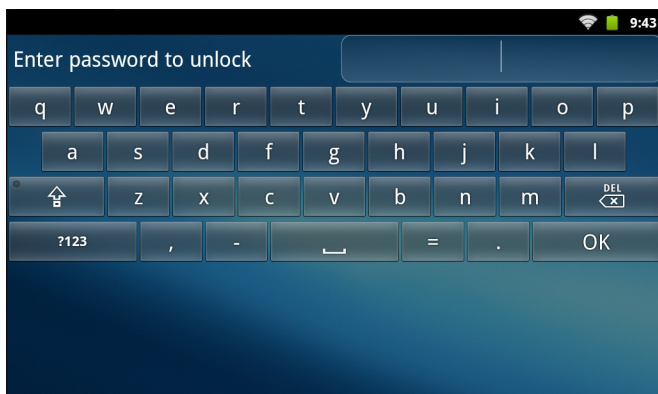 9:43
Enter password to unlock
q w e r t y u i o p
a s d f g h j k l
z x c v b n m DEL
?123 , - = . OK